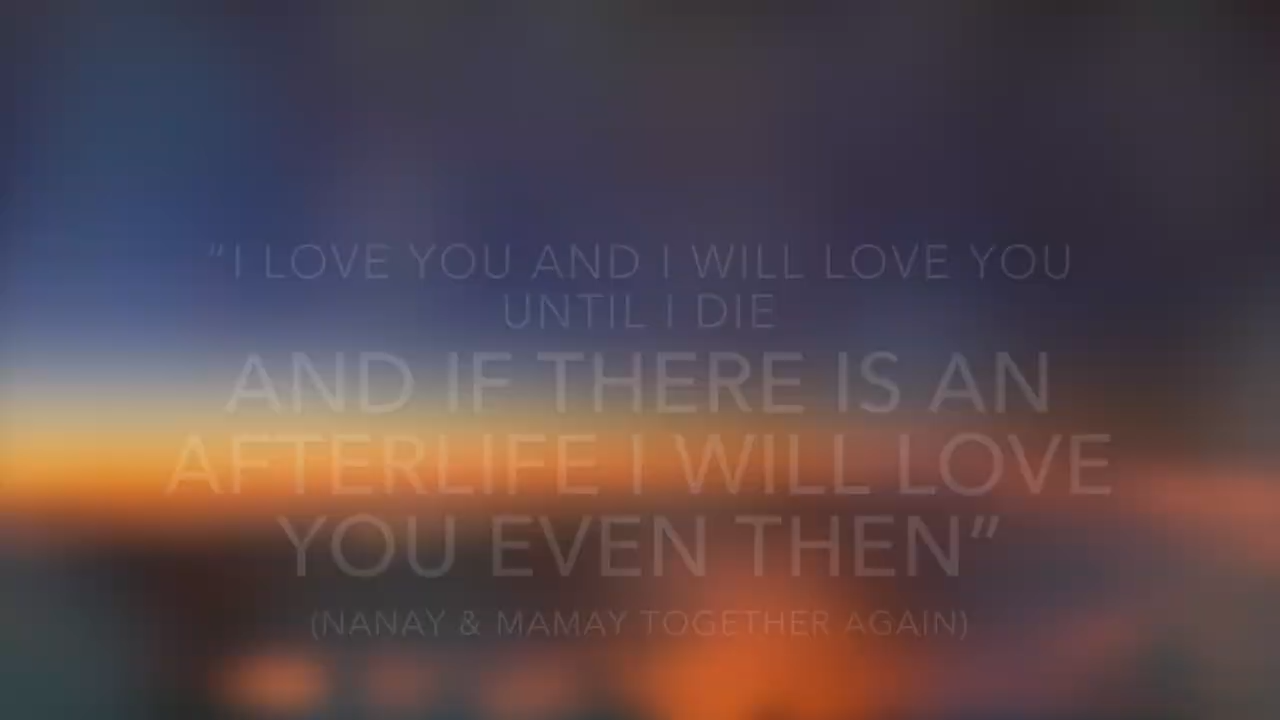 ”I LOVE YOU AND I WILL LOVE YOU
UNTIL I DIE
AND IF THERE IS AN
AFTERLIFE I WILL LOVE
YOU EVEN THEN”
(NANAY & MAMAY TOGETHER AGAIN)